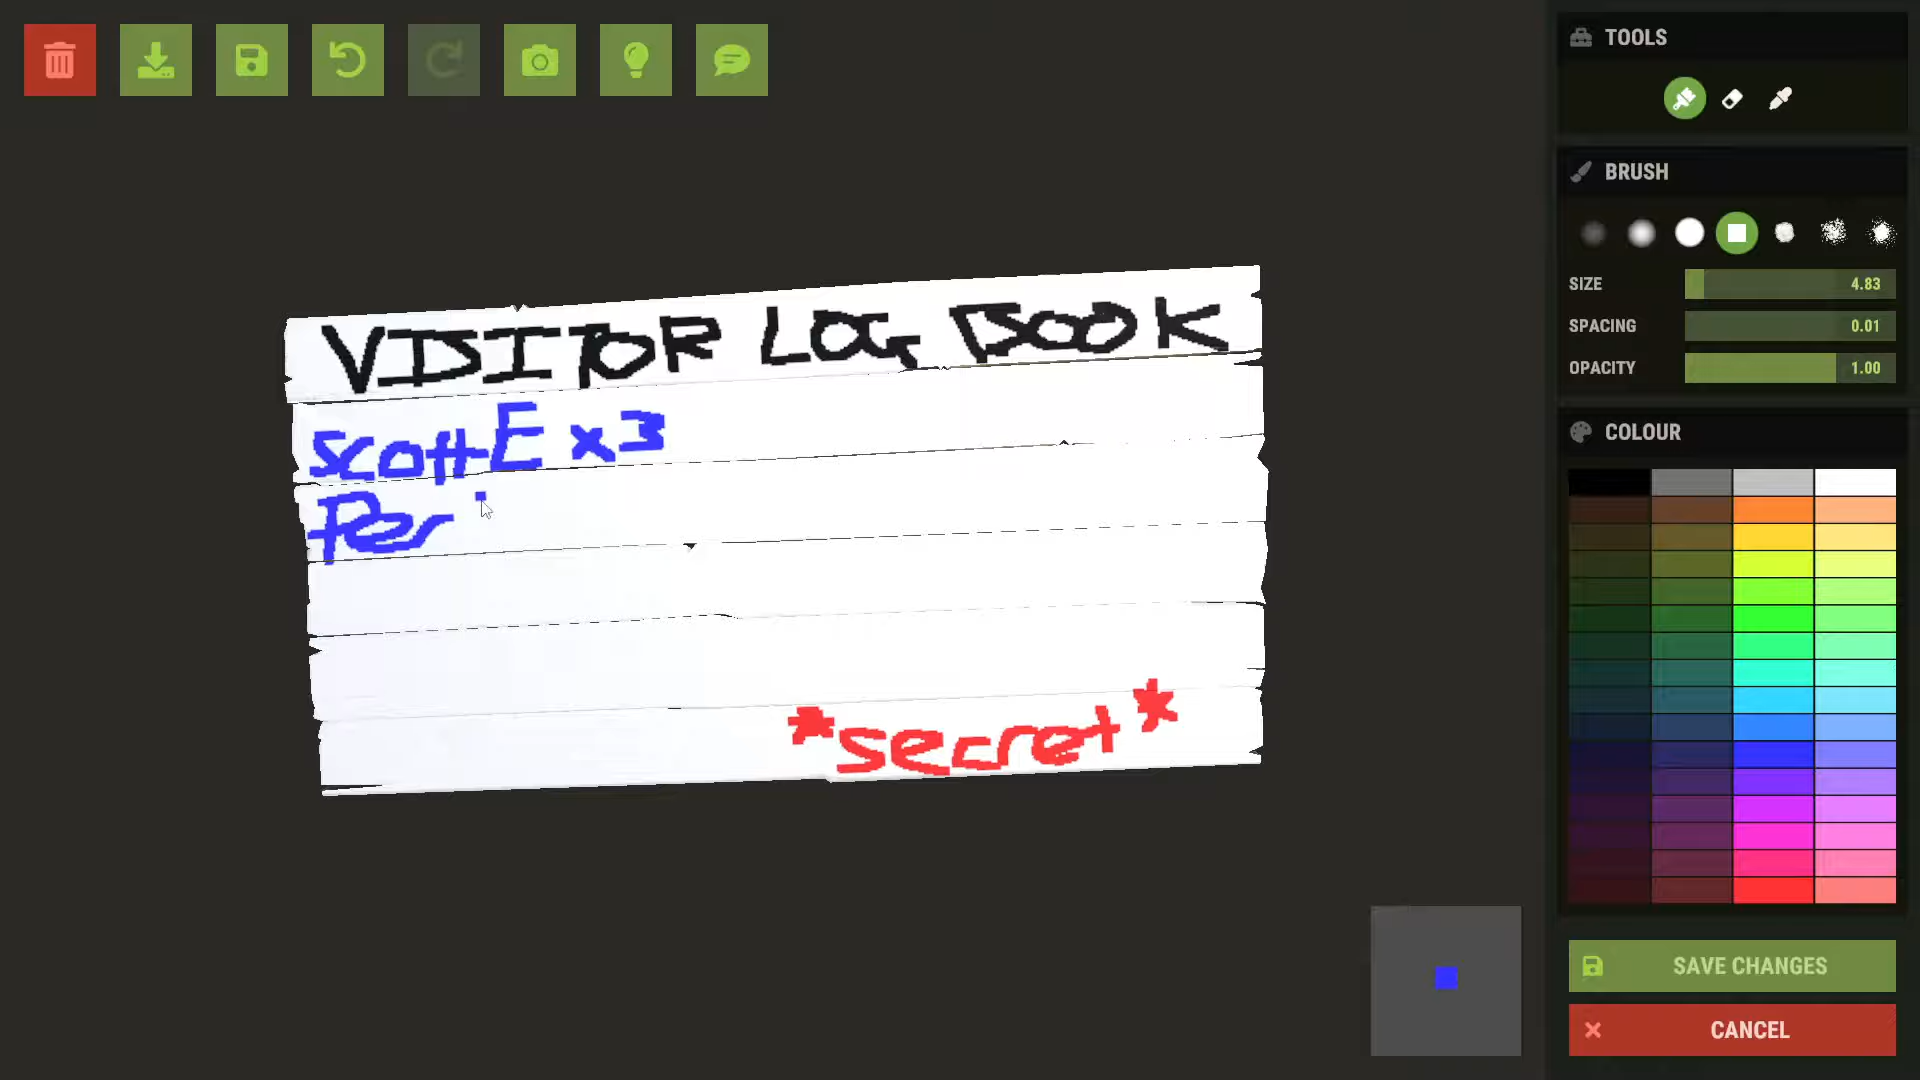 TOOLS
BRUSH
SIZE 4.83
SPACING 0.01
OPACITY 1.00
COLOUR
VISITOR LOG BOOK
scottE x3
Per
*secret*
SAVE CHANGES
CANCEL